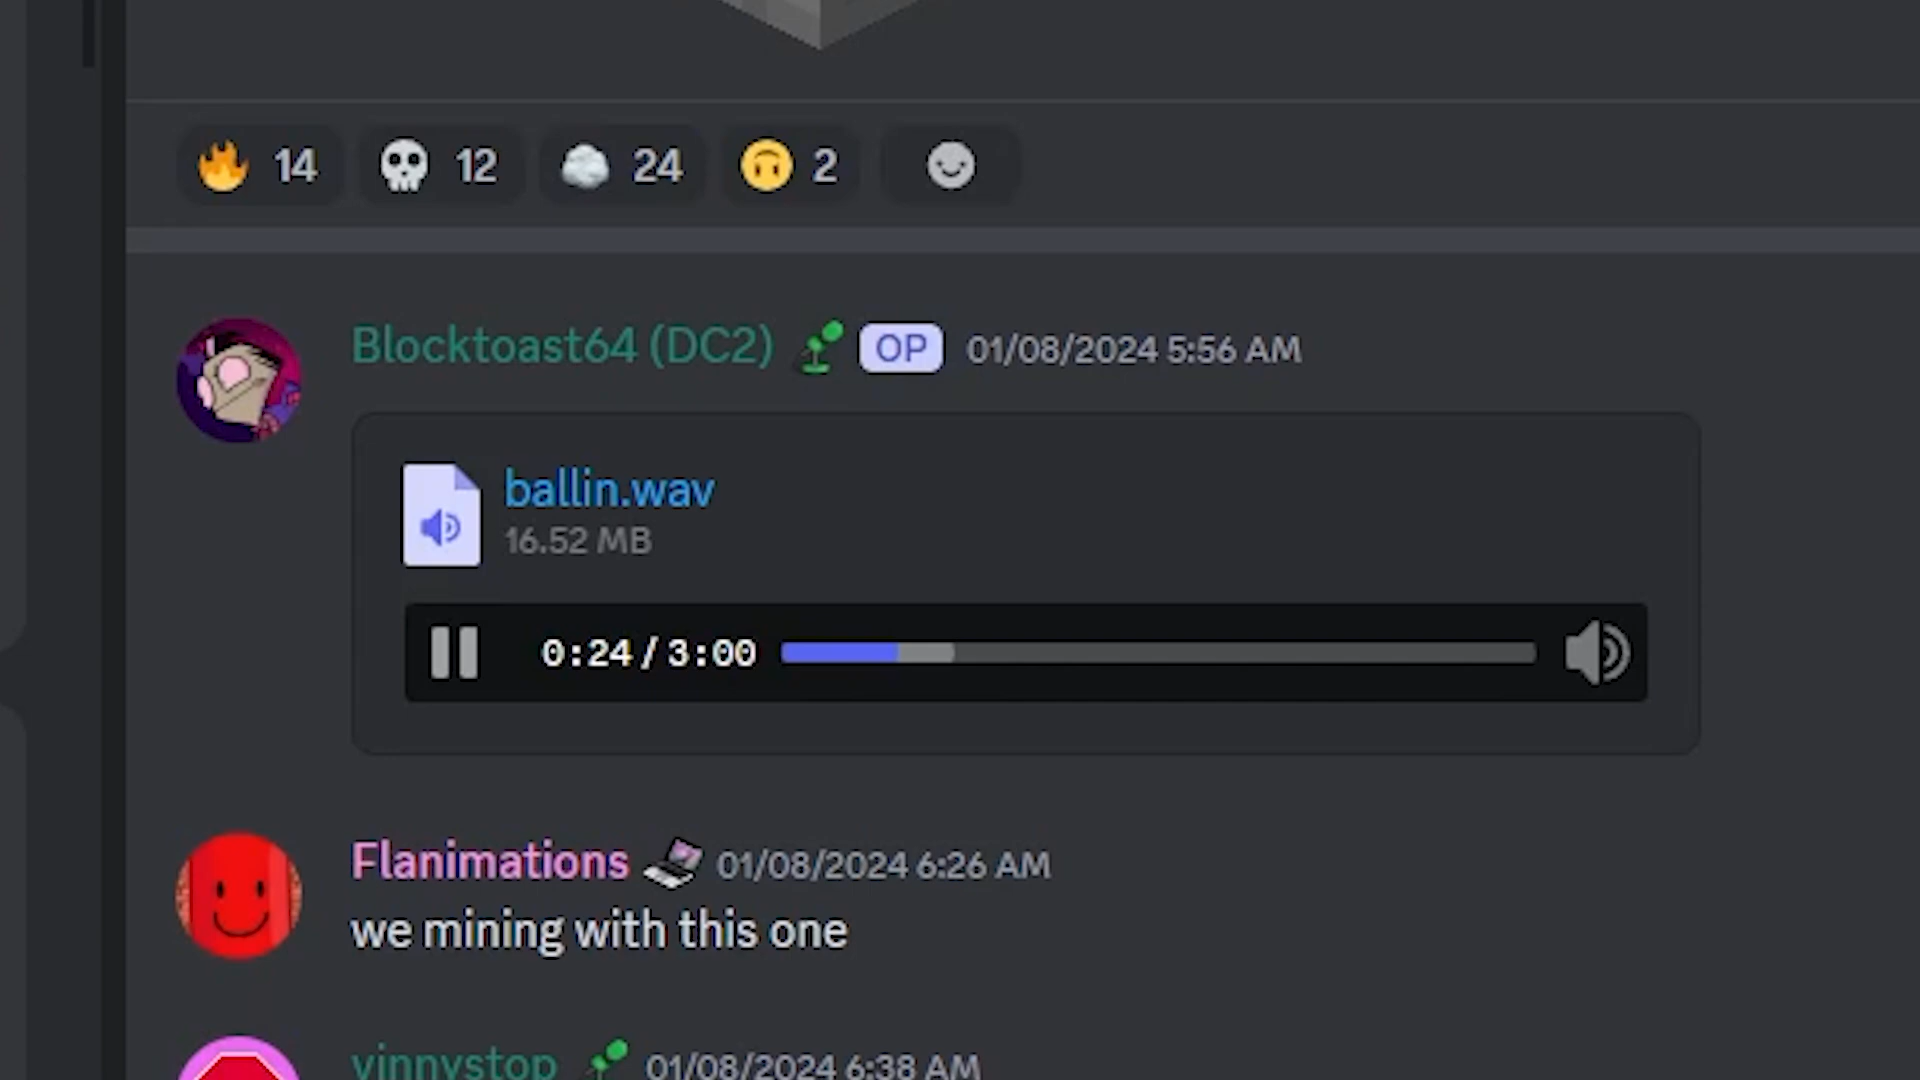 14 12 24 2
Blocktoast64 (DC2) OP 01/08/2024 5:56 AM
ballin.wav
16.52 MB
0:24 / 3:00
Flanimations 01/08/2024 6:26 AM
we mining with this one
vinnystop 01/08/2024 6:38 AM